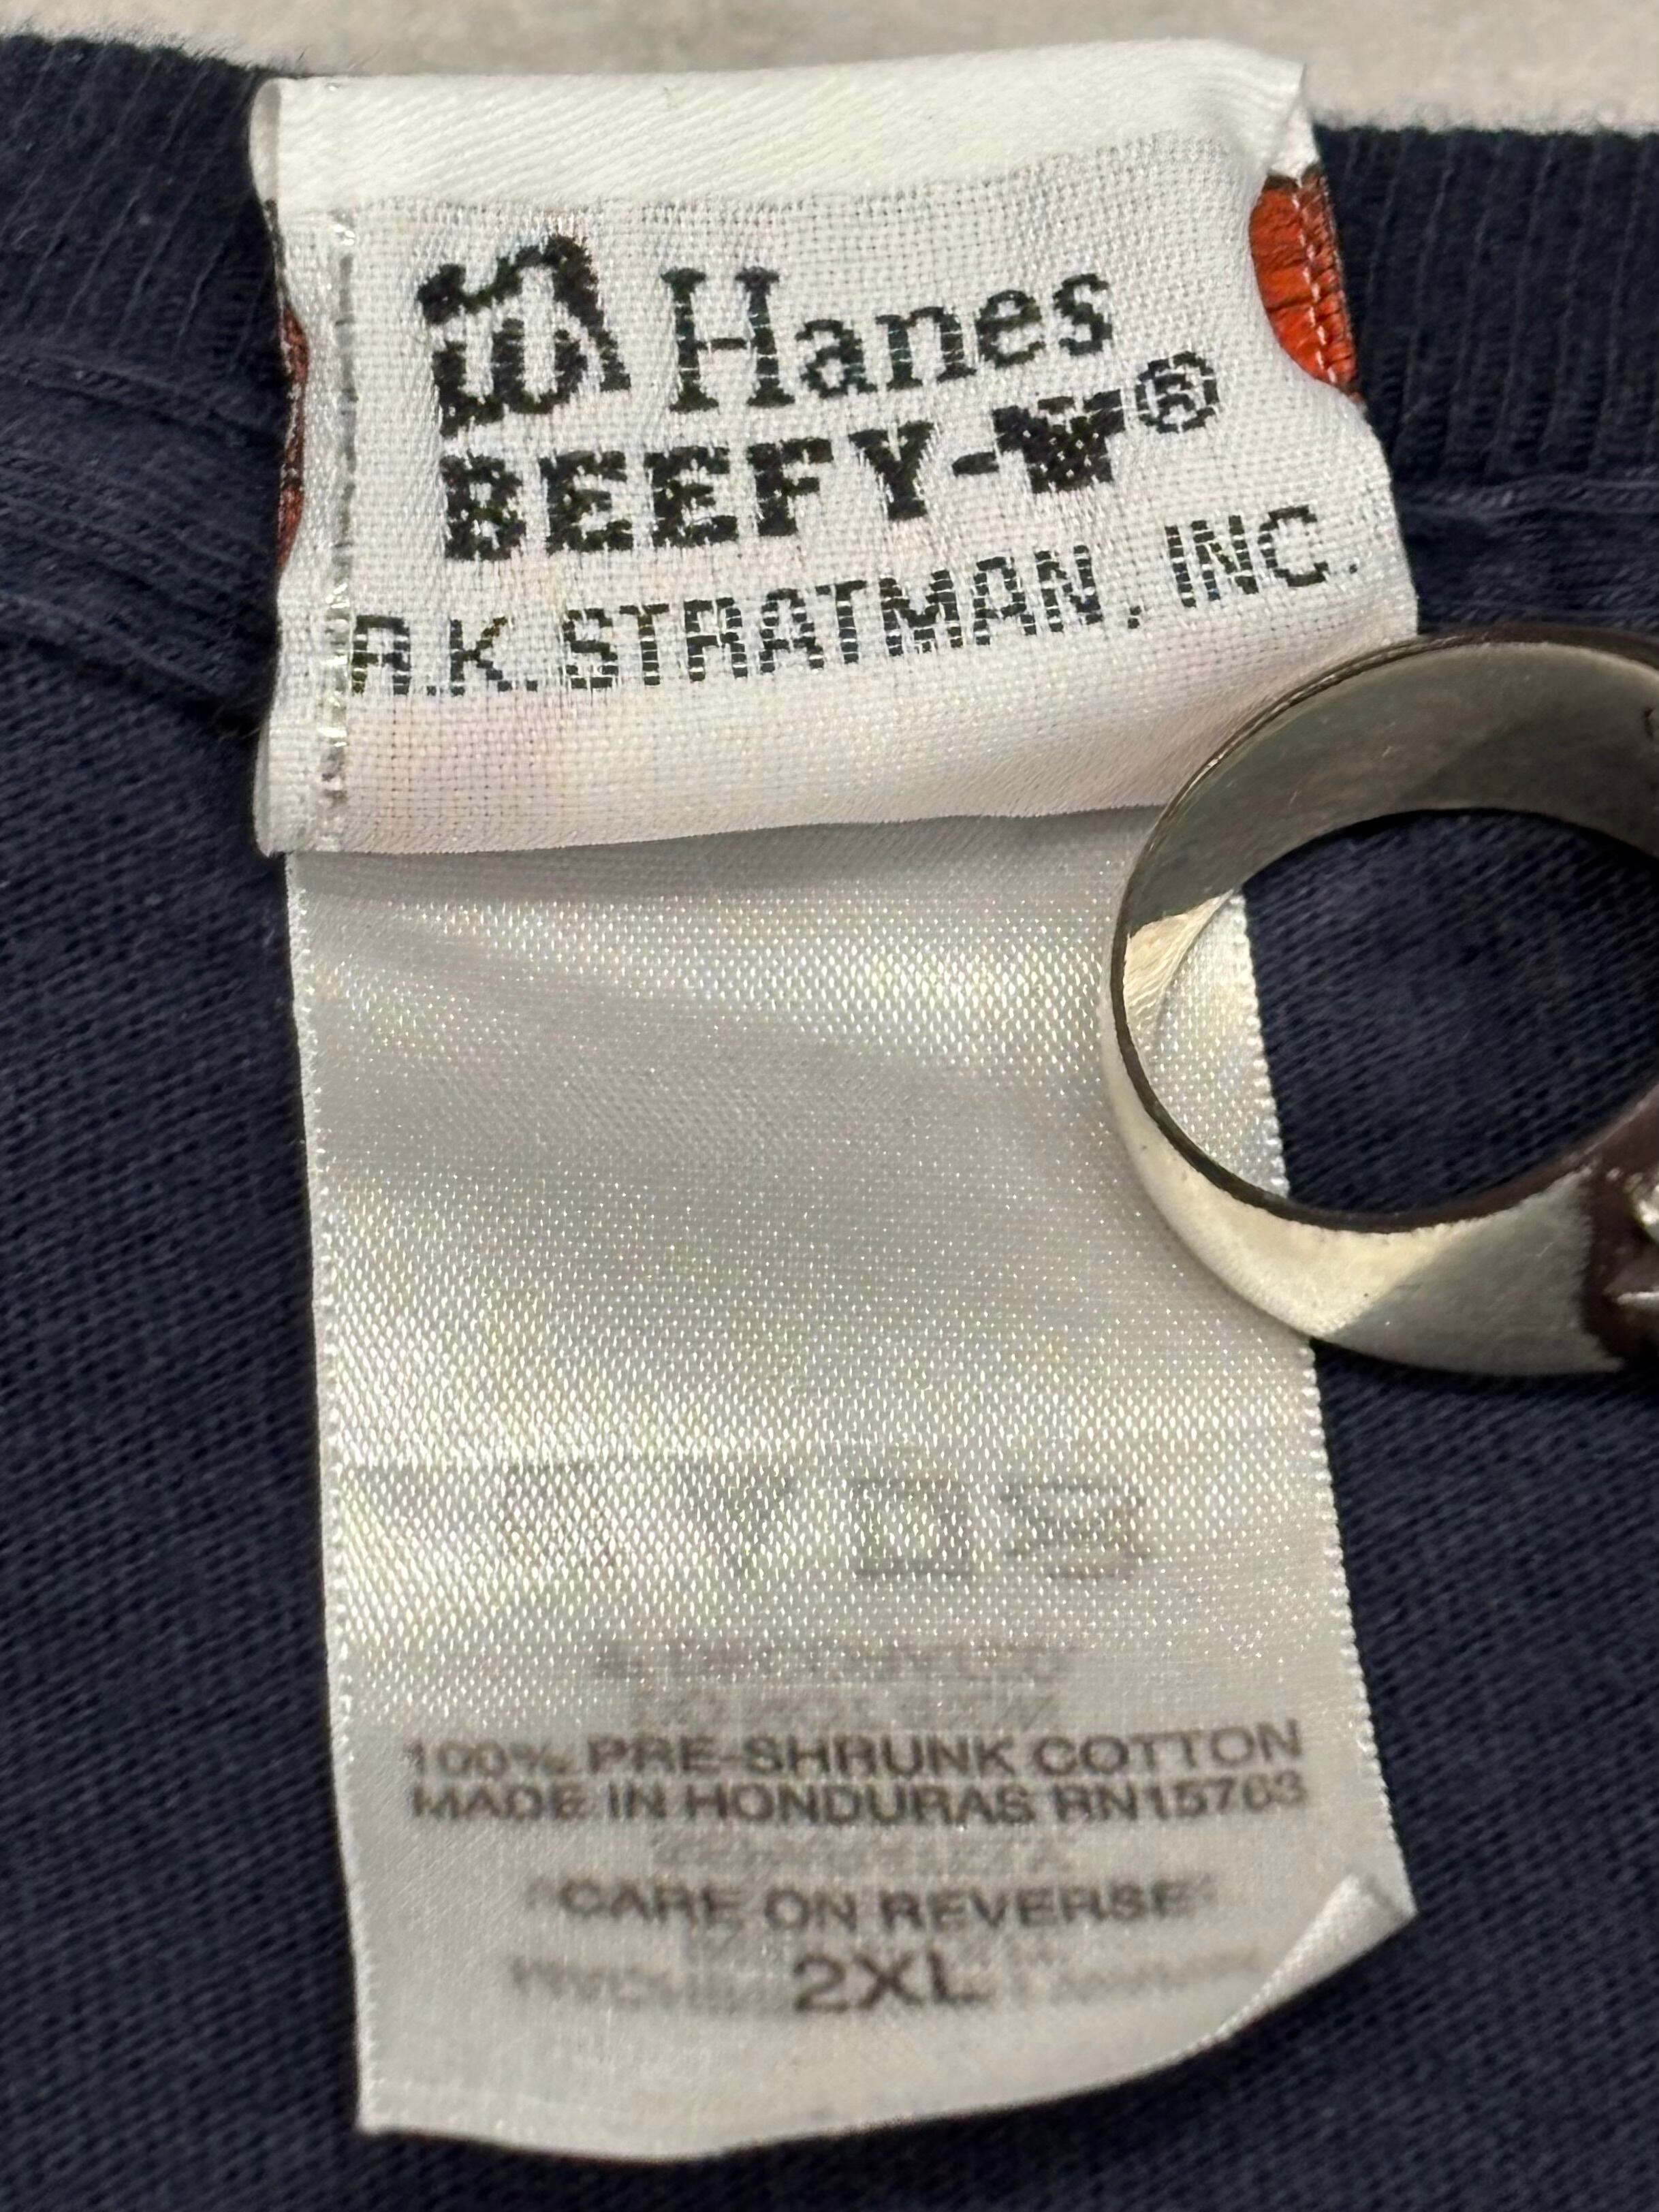 Hanes
BEEFY-®
A.K. STRATMAN, INC.
100% PRE-SHRUNK COTTON
MADE IN HONDURAS RN15763
CARE ON REVERSE
2XL